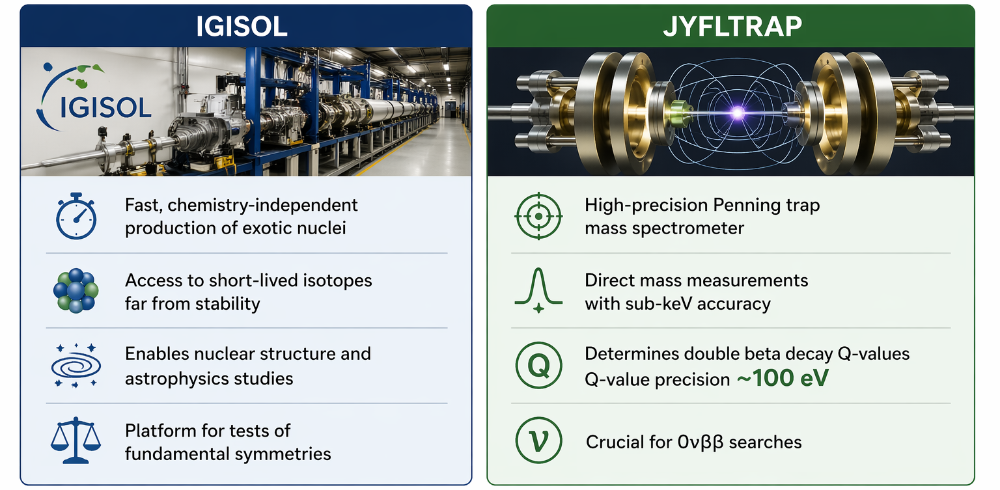 IGISOL
IGISOL
Fast, chemistry-independent
production of exotic nuclei
Access to short-lived isotopes
far from stability
Enables nuclear structure and
astrophysics studies
Platform for tests of
fundamental symmetries
JYFLTRAP
High-precision Penning trap
mass spectrometer
Direct mass measurements
with sub-keV accuracy
Q
Determines double beta decay Q-values
Q-value precision ~100 eV
ν
Crucial for 0νββ searches